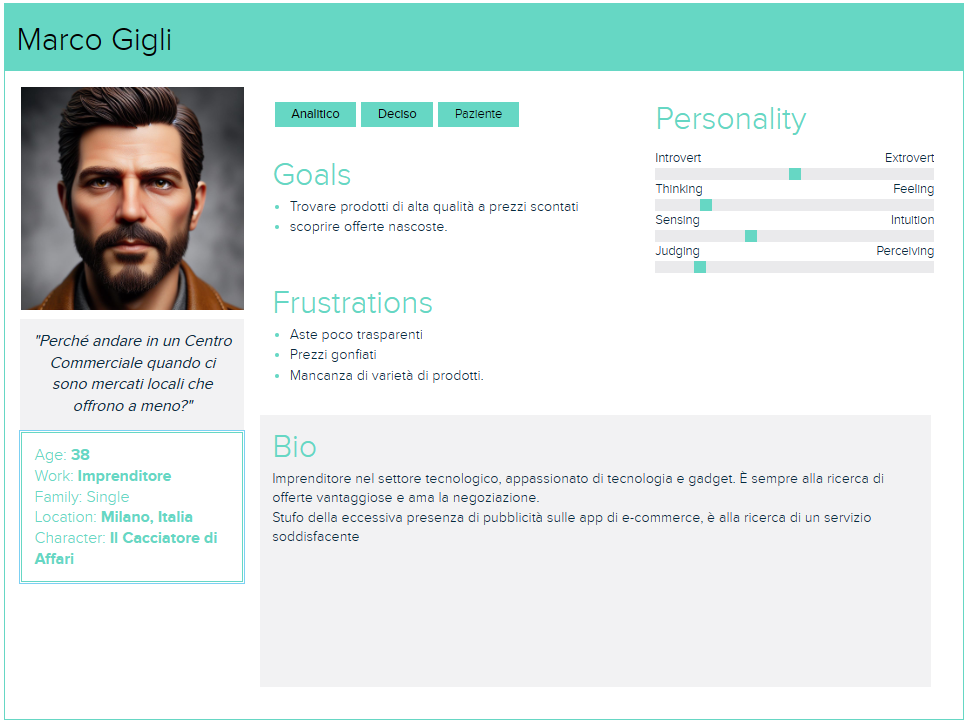 Marco Gigli
"Perché andare in un Centro
Commerciale quando ci
sono mercati locali che
offrono a meno?"
Age: 38
Work: Imprenditore
Family: Single
Location: Milano, Italia
Character: Il Cacciatore di
Affari
Analitico Deciso Paziente
Goals
• Trovare prodotti di alta qualità a prezzi scontati
• scoprire offerte nascoste.
Frustrations
• Aste poco trasparenti
• Prezzi gonfiati
• Mancanza di varietà di prodotti.
Personality
Introvert Extrovert
Thinking Feeling
Sensing Intuition
Judging Perceiving
Bio
Imprenditore nel settore tecnologico, appassionato di tecnologia e gadget. È sempre alla ricerca di
offerte vantaggiose e ama la negoziazione.
Stufo della eccessiva presenza di pubblicità sulle app di e-commerce, è alla ricerca di un servizio
soddisfacente